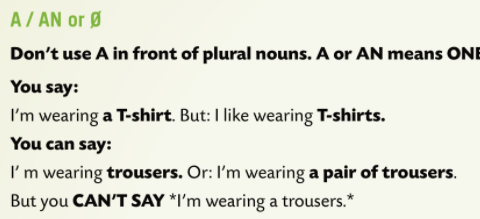 A / AN or Ø
Don't use A in front of plural nouns. A or AN means ONE
You say:
I'm wearing a T-shirt. But: I like wearing T-shirts.
You can say:
I' m wearing trousers. Or: I'm wearing a pair of trousers.
But you CAN'T SAY *I'm wearing a trousers.*